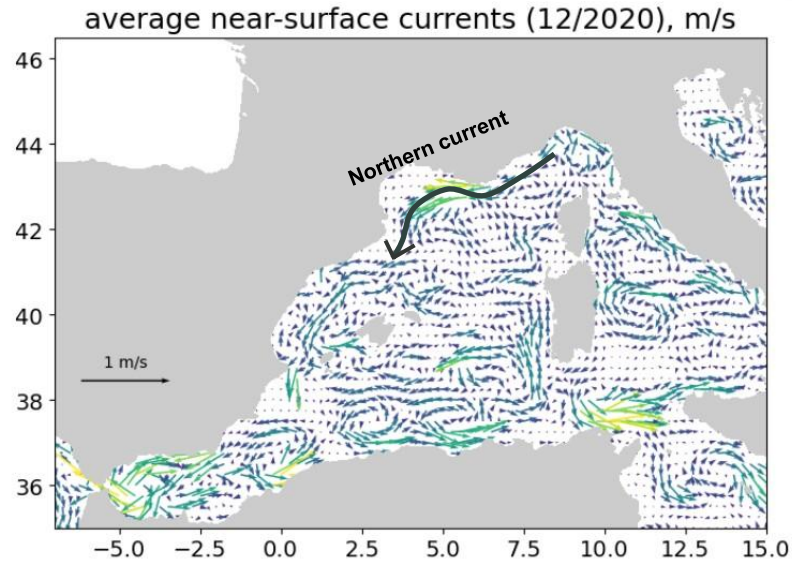 average near-surface currents (12/2020), m/s
46
44
42
40
38
36
Northern current
1 m/s
−5.0 −2.5 0.0 2.5 5.0 7.5 10.0 12.5 15.0